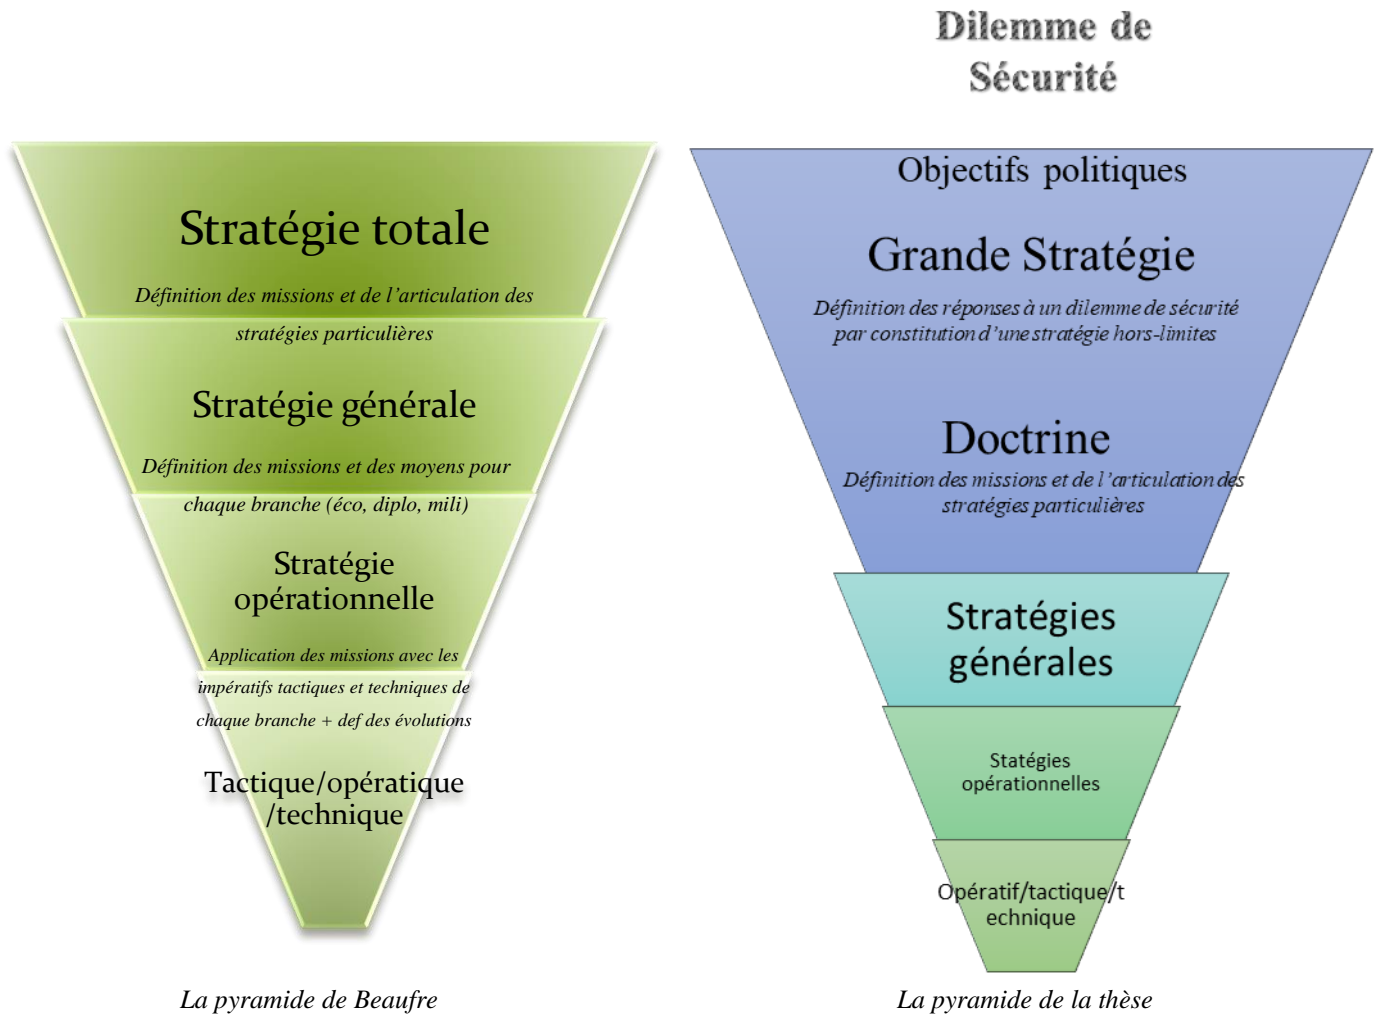 Stratégie totale
Définition des missions et de l'articulation des
stratégies particulières
Stratégie générale
Définition des missions et des moyens pour
chaque branche (éco, diplo, mili)
Stratégie
opérationnelle
Application des missions avec les
impératifs tactiques et techniques de
chaque branche + def des évolutions
Tactique/opératique
/technique
La pyramide de Beaufre
Dilemme de
Sécurité
Objectifs politiques
Grande Stratégie
Définition des réponses à un dilemme de sécurité
par constitution d'une stratégie hors-limites
Doctrine
Définition des missions et de l'articulation des
stratégies particulières
Stratégies
générales
Statégies
opérationnelles
Opératif/tactique/t
echnique
La pyramide de la thèse